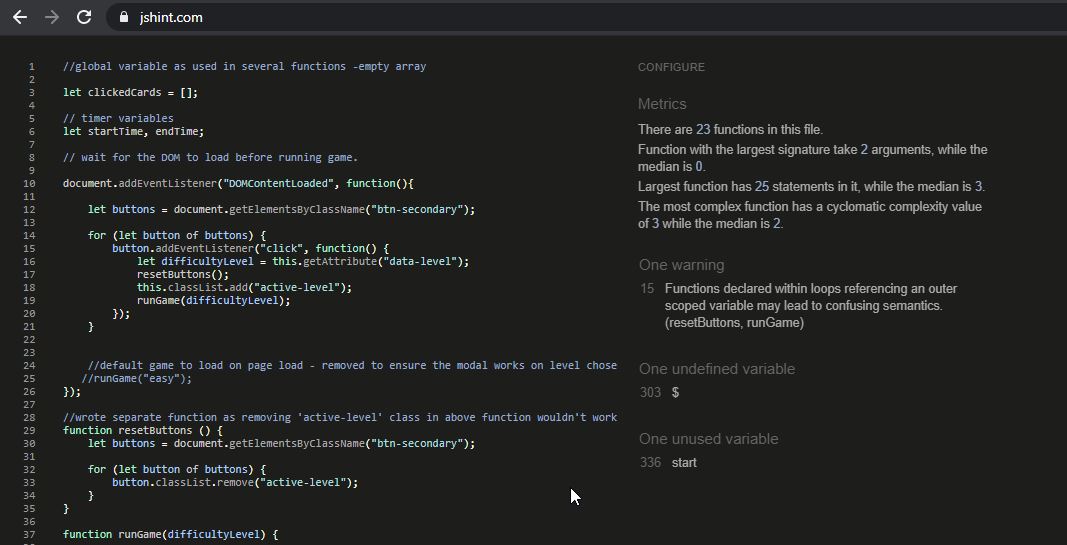 jshint.com
1 //global variable as used in several functions -empty array
2
3 let clickedCards = [];
4
5 // timer variables
6 let startTime, endTime;
7
8 // wait for the DOM to load before running game.
9
10 document.addEventListener("DOMContentLoaded", function(){
11
12 let buttons = document.getElementsByClassName("btn-secondary");
13
14 for (let button of buttons) {
15 button.addEventListener("click", function() {
16 let difficultyLevel = this.getAttribute("data-level");
17 resetButtons();
18 this.classList.add("active-level");
19 runGame(difficultyLevel);
20 });
21 }
22
23
24 //default game to load on page load - removed to ensure the modal works on level chose
25 //runGame("easy");
26 });
27
28 //wrote separate function as removing 'active-level' class in above function wouldn't work
29 function resetButtons () {
30 let buttons = document.getElementsByClassName("btn-secondary");
31
32 for (let button of buttons) {
33 button.classList.remove("active-level");
34 }
35 }
36
37 function runGame(difficultyLevel) {
CONFIGURE
Metrics
There are 23 functions in this file.
Function with the largest signature take 2 arguments, while the
median is 0.
Largest function has 25 statements in it, while the median is 3.
The most complex function has a cyclomatic complexity value
of 3 while the median is 2.
One warning
15 Functions declared within loops referencing an outer
scoped variable may lead to confusing semantics.
(resetButtons, runGame)
One undefined variable
303 $
One unused variable
336 start